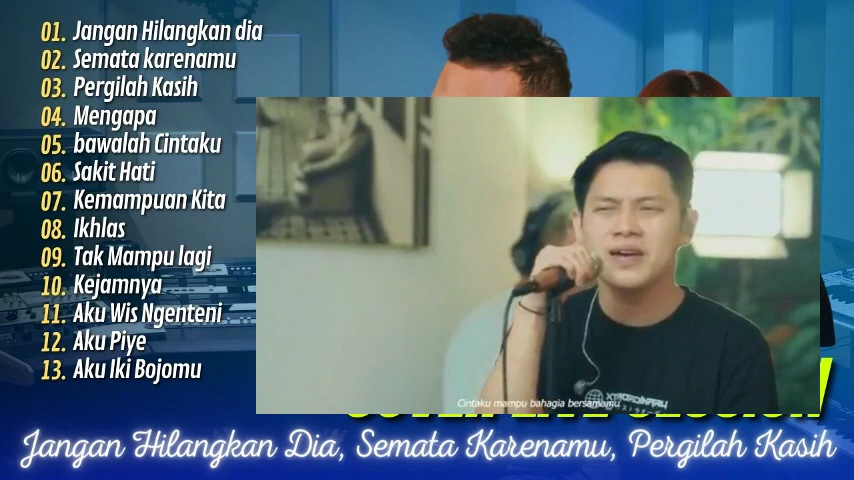 01. Jangan Hilangkan dia
02. Semata karenamu
03. Pergilah Kasih
04. Mengapa
05. bawalah Cintaku
06. Sakit Hati
07. Kemampuan Kita
08. Ikhlas
09. Tak Mampu lagi
10. Kejamnya
11. Aku Wis Ngenteni
12. Aku Piye
13. Aku Iki Bojomu
Cintaku mampu bahagia bersamamu
Jangan Hilangkan Dia, Semata Karenamu, Pergilah Kasih